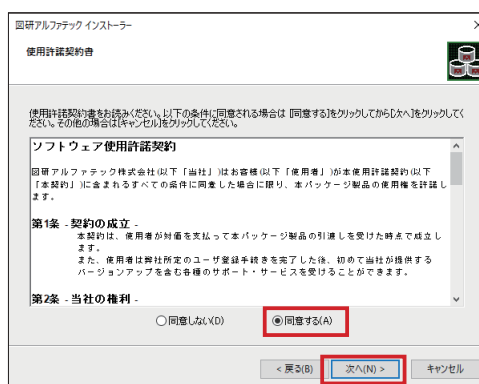 図研アルファテック インストーラー
使用許諾契約書
使用許諾契約書をお読みください。以下の条件に同意される場合は [同意する]をクリックしてから[次へ]をクリックしてく
ださい。その他の場合は[キャンセル]をクリックしてください。
ソフトウェア使用許諾契約
図研アルファテック株式会社(以下「当社」)はお客様(以下「使用者」)が本使用許諾契約(以下
「本契約」)に含まれるすべての条件に同意した場合に限り、本パッケージ製品の使用権を許諾し
ます。
第1条 - 契約の成立 -
本契約は、使用者が対価を支払って本パッケージ製品の引渡しを受けた時点で成立し
ます。
また、使用者は弊社所定のユーザ登録手続きを完了した後、初めて当社が提供する
バージョンアップを含む各種のサポート・サービスを受けることができます。
第2条 - 当社の権利 -
同意しない(D) 同意する(A)
< 戻る(B) 次へ(N) > キャンセル